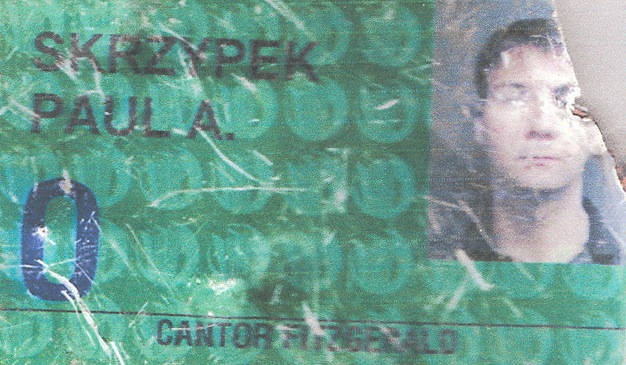 SKRZYPEK
PAUL A.
0
CANTOR FITZGERALD